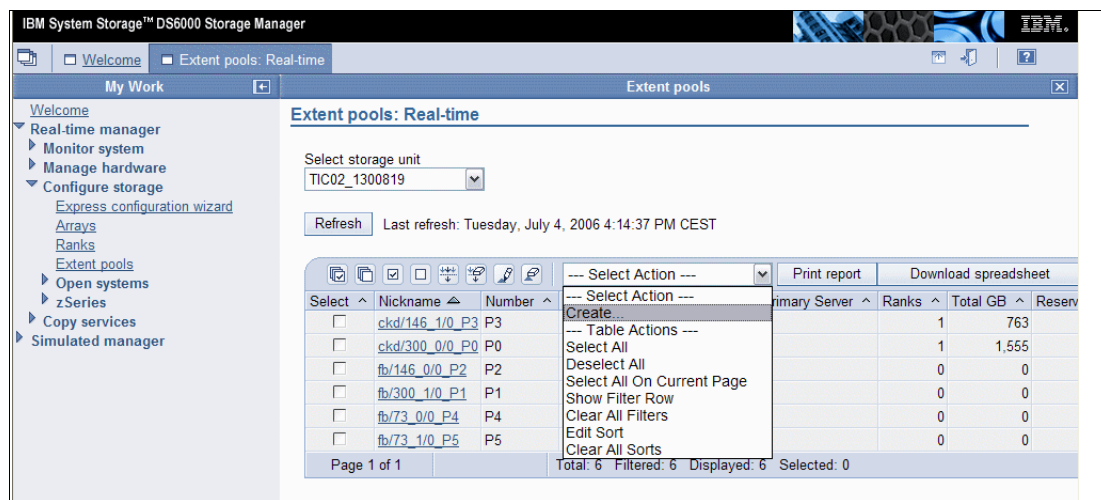 IBM System Storage™ DS6000 Storage Manager
IBM.
Welcome
Extent pools: Real-time
?
My Work
Extent pools
Welcome
Real-time manager
Monitor system
Manage hardware
Configure storage
Express configuration wizard
Arrays
Ranks
Extent pools
Open systems
zSeries
Copy services
Simulated manager
Extent pools: Real-time
Select storage unit
TIC02_1300819
Refresh Last refresh: Tuesday, July 4, 2006 4:14:37 PM CEST
--- Select Action --- Print report Download spreadsheet
Select ^ Nickname Number ^ rimary Server ^ Ranks ^ Total GB ^ Reserv
ckd/146_1/0_P3 P3 1 763
ckd/300_0/0_P0 P0 1 1,555
fb/146_0/0_P2 P2 0 0
fb/300_1/0_P1 P1 0 0
fb/73_0/0_P4 P4 0 0
fb/73_1/0_P5 P5 0 0
--- Select Action ---
Create...
--- Table Actions ---
Select All
Deselect All
Select All On Current Page
Show Filter Row
Clear All Filters
Edit Sort
Clear All Sorts
Page 1 of 1 Total: 6 Filtered: 6 Displayed: 6 Selected: 0